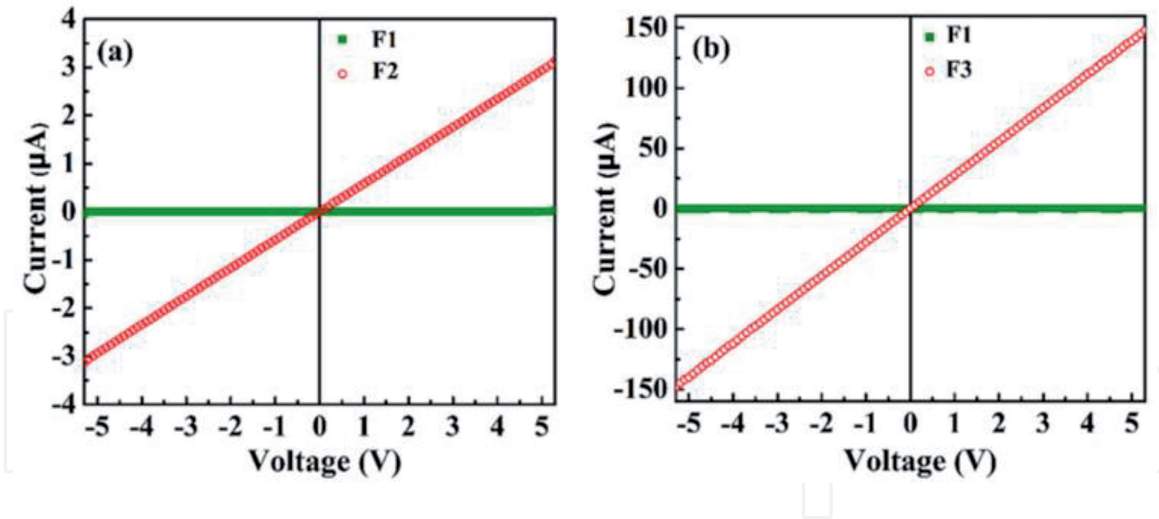 (a)
F1
F2
4
3
2
1
0
-1
-2
-3
-4
Current (µA)
-5 -4 -3 -2 -1 0 1 2 3 4 5
Voltage (V)
(b)
F1
F3
150
100
50
0
-50
-100
-150
Current (µA)
-5 -4 -3 -2 -1 0 1 2 3 4 5
Voltage (V)